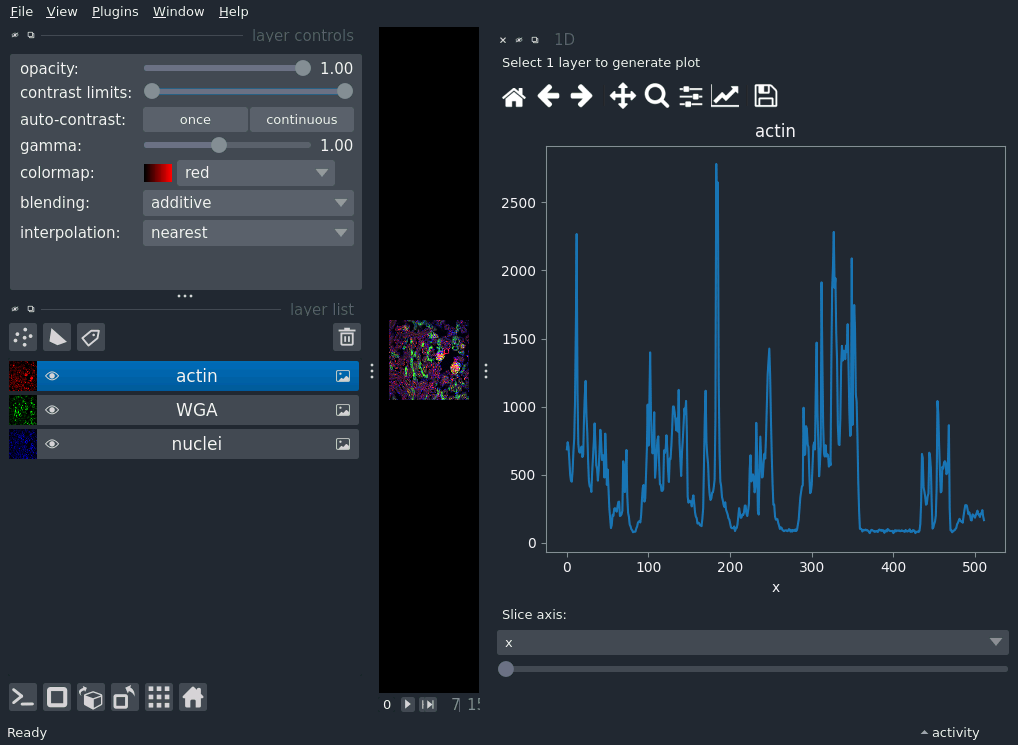 File View Plugins Window Help
layer controls
opacity: 1.00
contrast limits:
auto-contrast: once continuous
gamma: 1.00
colormap: red
blending: additive
interpolation: nearest
layer list
actin
WGA
nuclei
0 7 15
Ready
1D
Select 1 layer to generate plot
actin
2500
2000
1500
1000
500
0
0 100 200 300 400 500
x
Slice axis:
x
activity